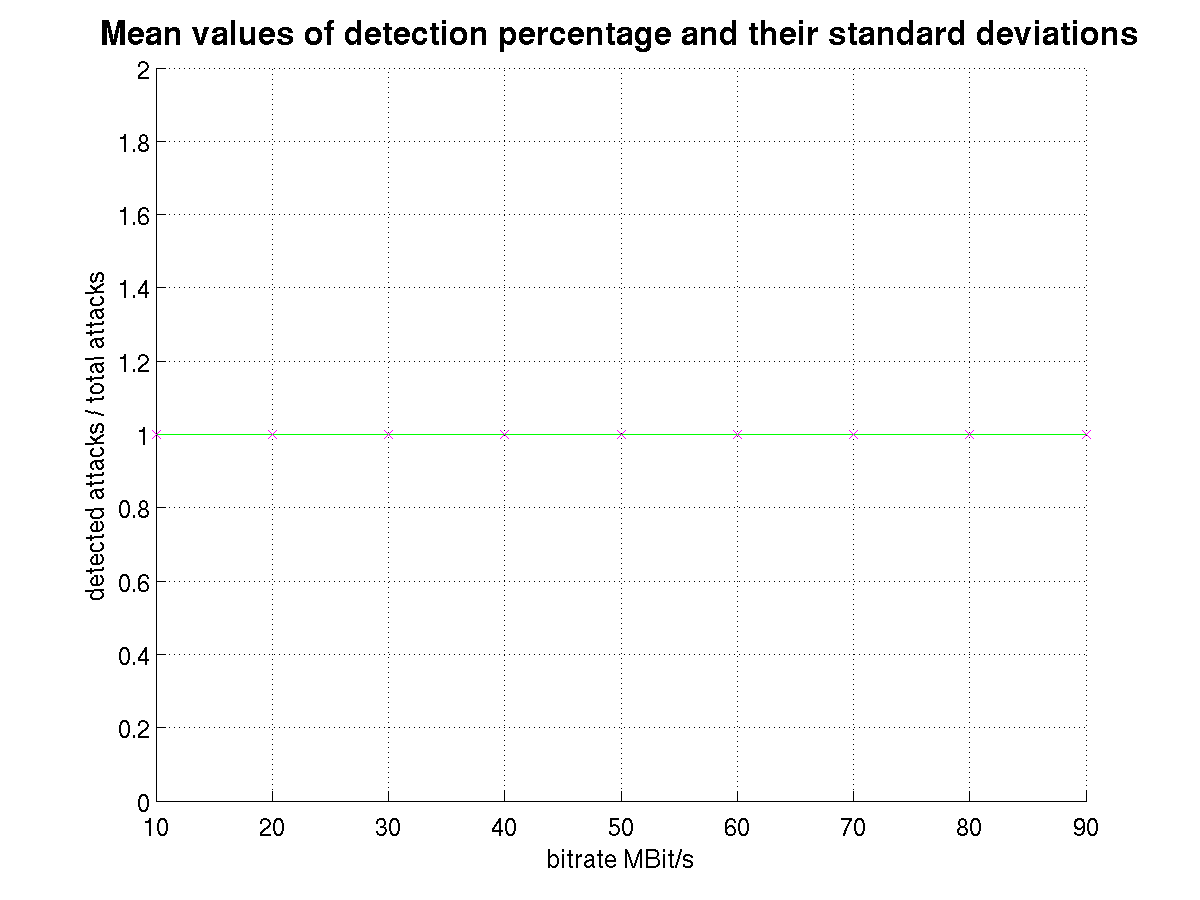 Mean values of detection percentage and their standard deviations
2
1.8
1.6
1.4
1.2
1
0.8
0.6
0.4
0.2
0
detected attacks / total attacks
10 20 30 40 50 60 70 80 90
bitrate MBit/s